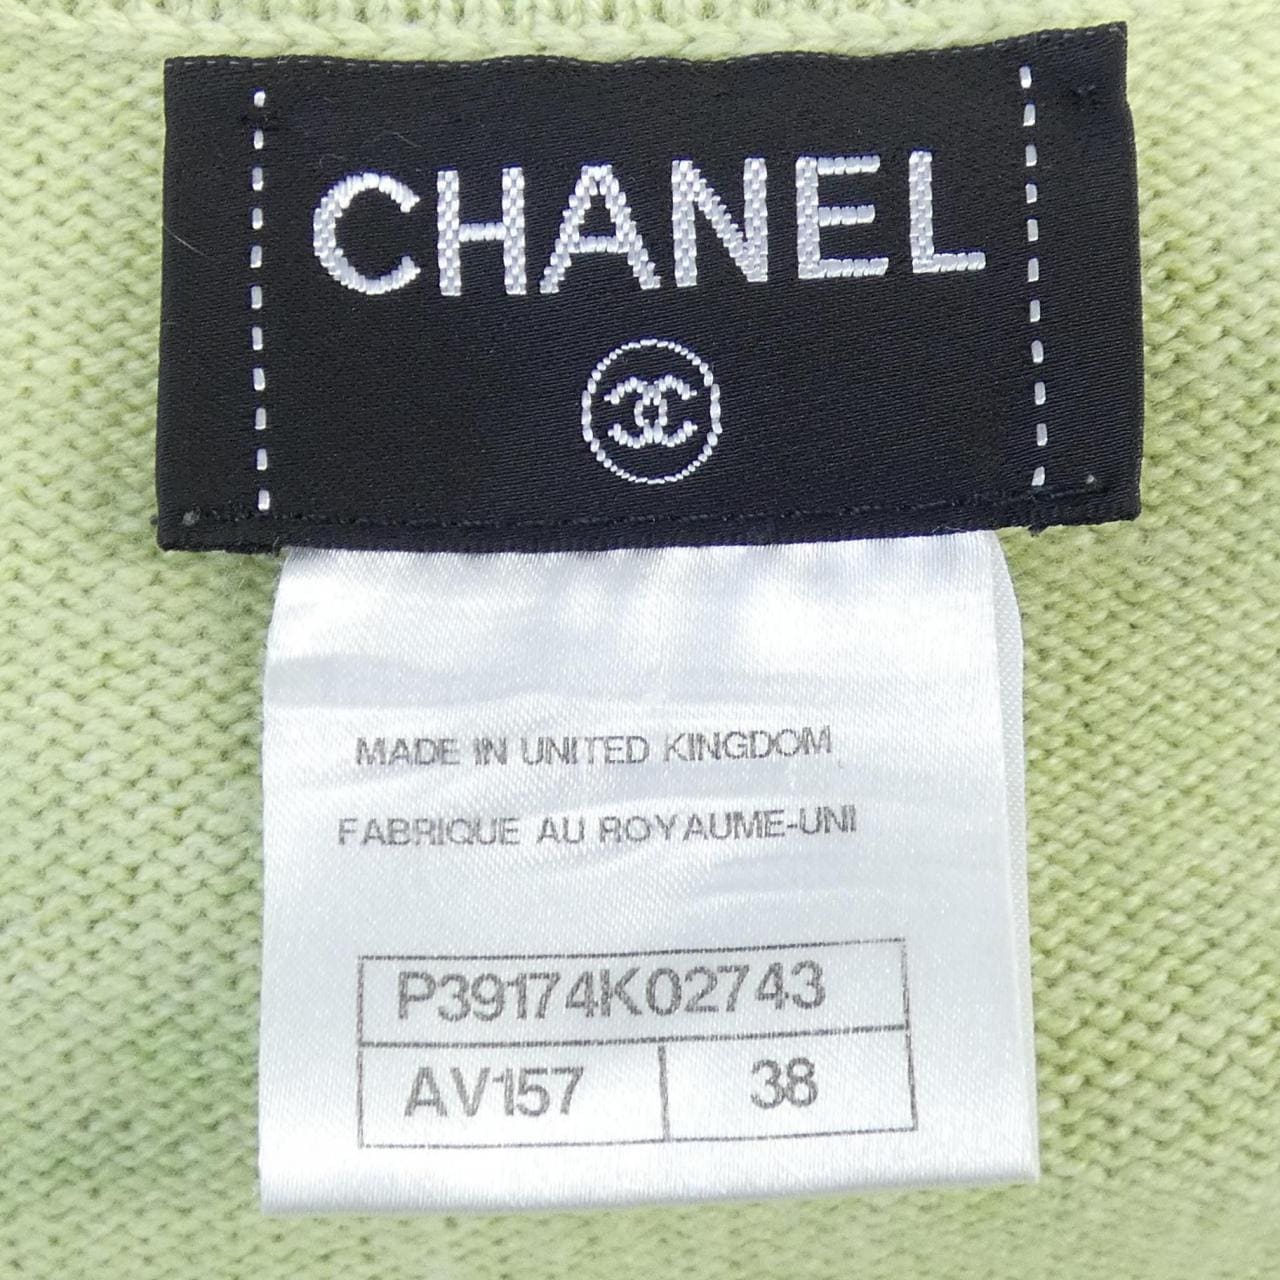 CHANEL
MADE IN UNITED KINGDOM
FABRIQUE AU ROYAUME-UNI
P39174K02743
AV157 38